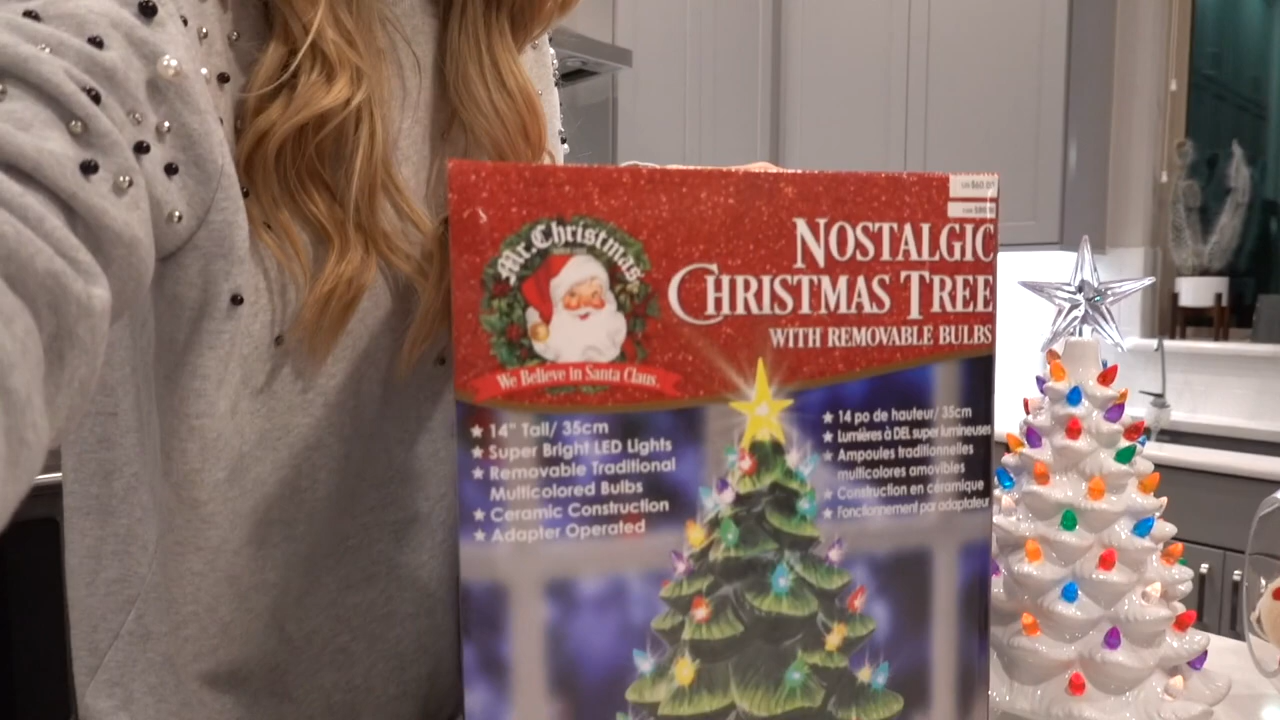 Mr. Christmas
We Believe in Santa Claus.
NOSTALGIC
CHRISTMAS TREE
WITH REMOVABLE BULBS
★ 14" Tall/ 35cm
★ Super Bright LED Lights
★ Removable Traditional
Multicolored Bulbs
★ Ceramic Construction
★ Adapter Operated
★ 14 po de hauteur/ 35cm
★ Lumières à DEL super lumineuses
★ Ampoules traditionnelles
multicolores amovibles
★ Construction en céramique
★ Fonctionnement par adaptateur